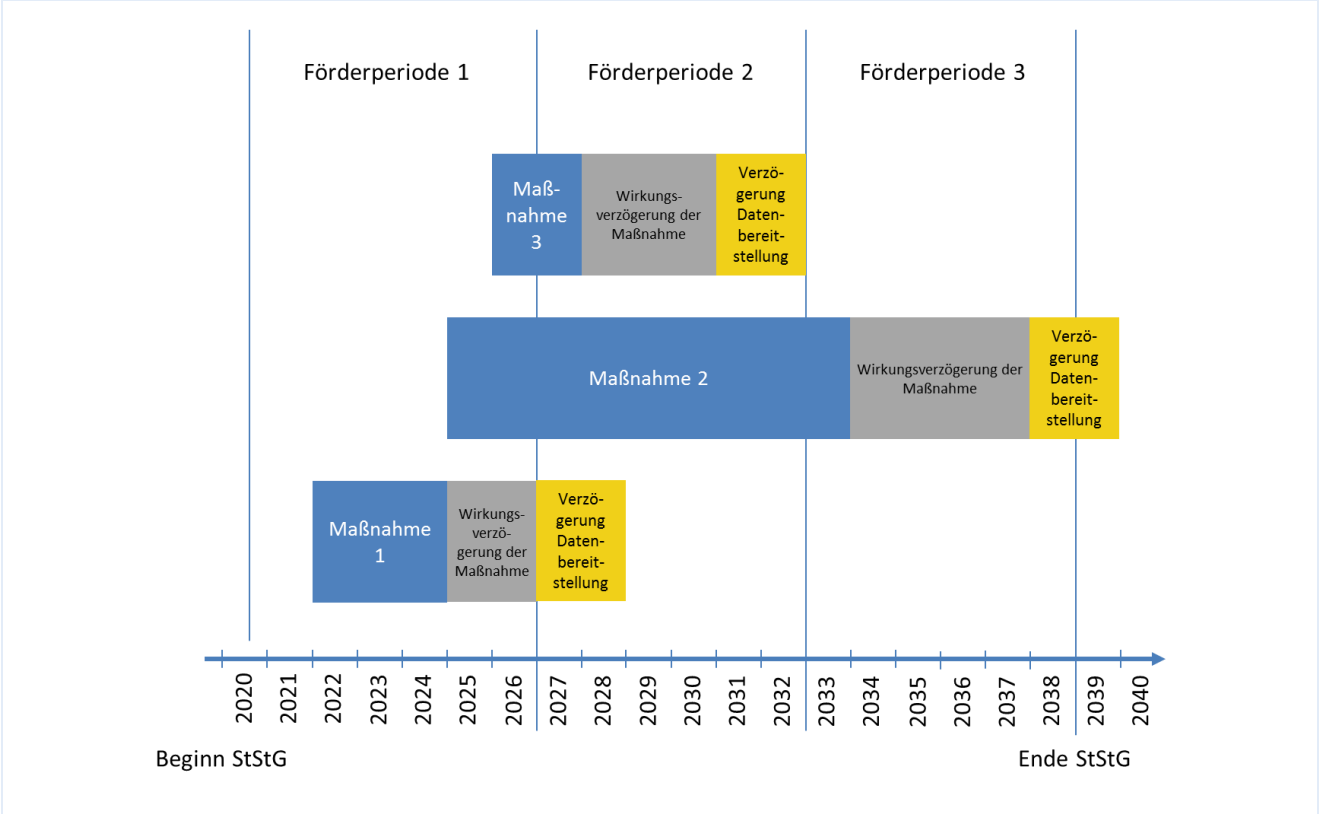 Förderperiode 1
Förderperiode 2
Förderperiode 3
Maß-
nahme
3
Wirkungs-
verzögerung der
Maßnahme
Verzö-
gerung
Daten-
bereit-
stellung
Maßnahme 2
Wirkungsverzögerung der
Maßnahme
Verzö-
gerung
Daten-
bereit-
stellung
Maßnahme
1
Wirkungs-
verzö-
gerung der
Maßnahme
Verzö-
gerung
Daten-
bereit-
stellung
2020
2021
2022
2023
2024
2025
2026
2027
2028
2029
2030
2031
2032
2033
2034
2035
2036
2037
2038
2039
2040
Beginn StStG
Ende StStG